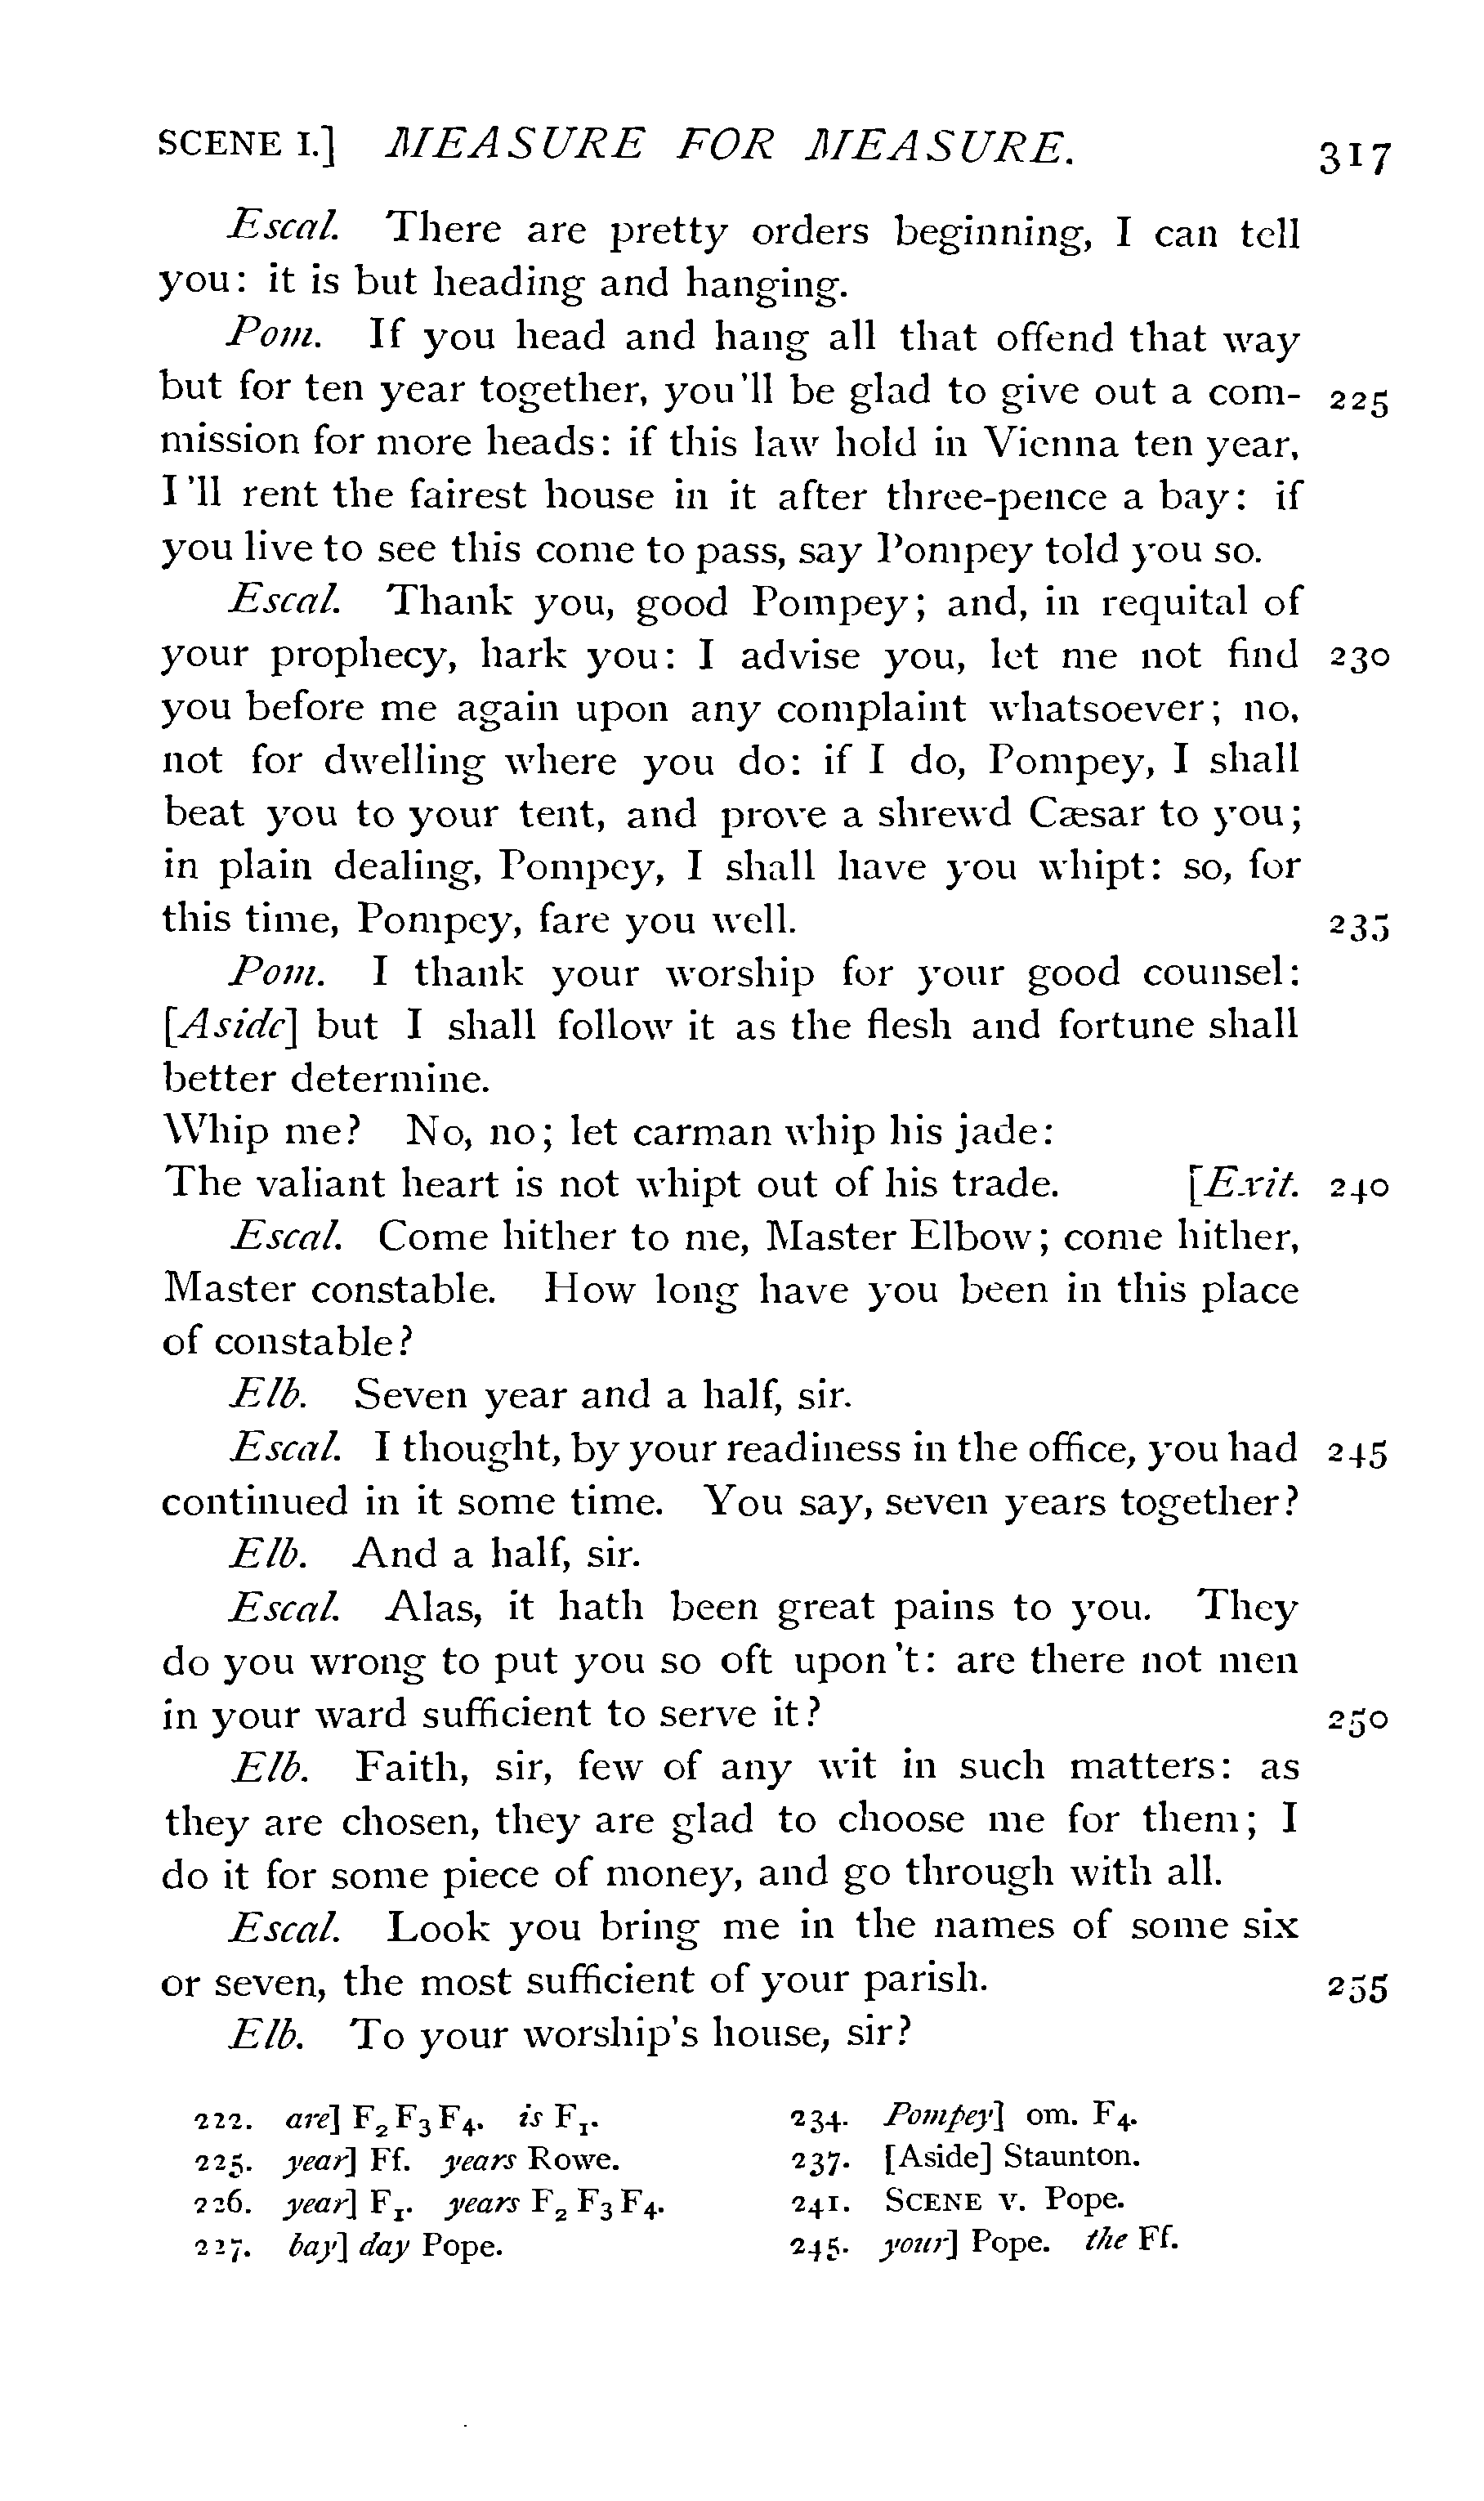 SCENE I.] MEASURE FOR MEASURE. 317
Escal. There are pretty orders beginning, I can tell
you: it is but heading and hanging.
Pom. If you head and hang all that offend that way
but for ten year together, you'll be glad to give out a com- 225
mission for more heads: if this law hold in Vienna ten year,
I'll rent the fairest house in it after three-pence a bay: if
you live to see this come to pass, say Pompey told you so.
Escal. Thank you, good Pompey; and, in requital of
your prophecy, hark you: I advise you, let me not find 230
you before me again upon any complaint whatsoever; no,
not for dwelling where you do: if I do, Pompey, I shall
beat you to your tent, and prove a shrewd Cæsar to you;
in plain dealing, Pompey, I shall have you whipt: so, for
this time, Pompey, fare you well. 235
Pom. I thank your worship for your good counsel:
[Aside] but I shall follow it as the flesh and fortune shall
better determine.
Whip me? No, no; let carman whip his jade:
The valiant heart is not whipt out of his trade. [Exit. 240
Escal. Come hither to me, Master Elbow; come hither,
Master constable. How long have you been in this place
of constable?
Elb. Seven year and a half, sir.
Escal. I thought, by your readiness in the office, you had 245
continued in it some time. You say, seven years together?
Elb. And a half, sir.
Escal. Alas, it hath been great pains to you. They
do you wrong to put you so oft upon't: are there not men
in your ward sufficient to serve it? 250
Elb. Faith, sir, few of any wit in such matters: as
they are chosen, they are glad to choose me for them; I
do it for some piece of money, and go through with all.
Escal. Look you bring me in the names of some six
or seven, the most sufficient of your parish. 255
Elb. To your worship's house, sir?
222. are] F2 F3 F4. is F1.
225. year] Ff. years Rowe.
226. year] F1. years F2 F3 F4.
227. bay] day Pope.
234. Pompey] om. F4.
237. [Aside] Staunton.
241. SCENE V. Pope.
245. your] Pope. the Ff.